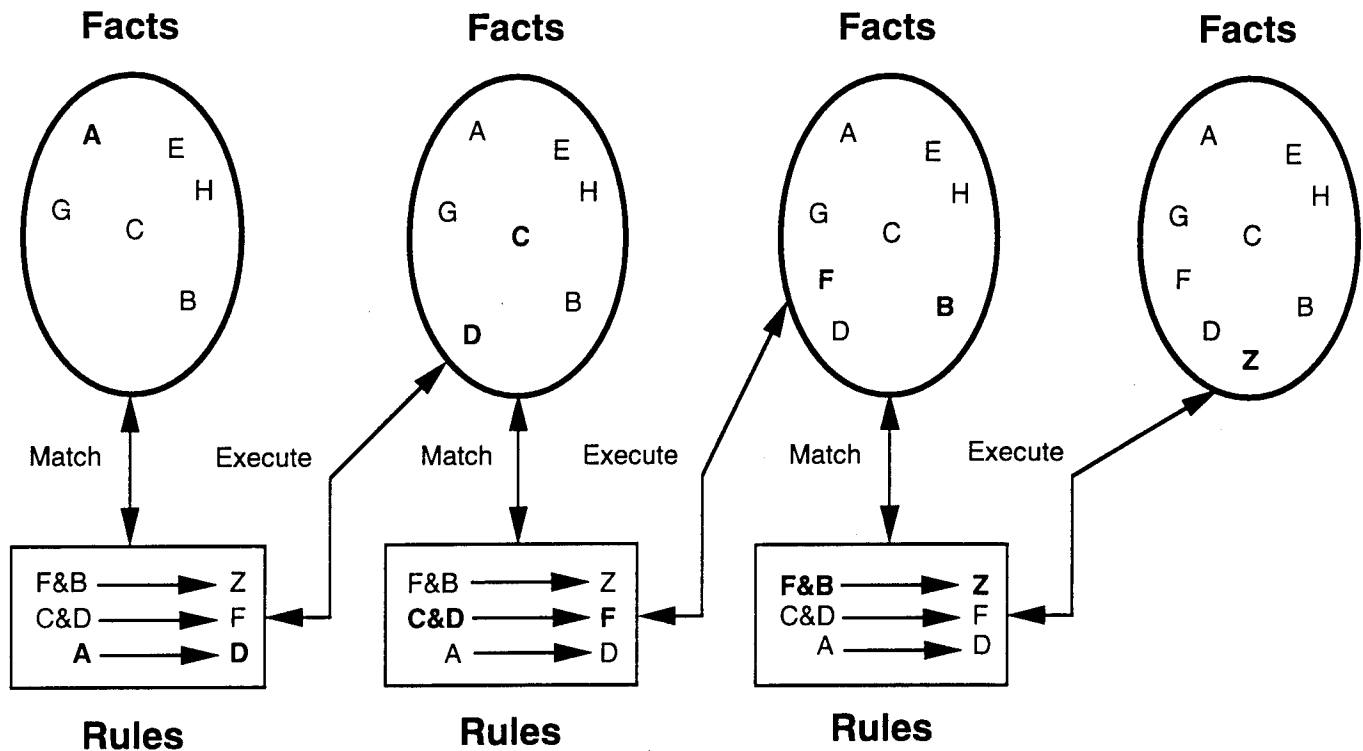 Facts
Facts
Facts
Facts
A
E
H
G
C
B
A
E
H
G
C
B
D
A
E
H
G
C
F
B
D
A
E
H
G
C
F
B
D
Z
Match
Execute
Match
Execute
Match
Execute
F&B Z
C&D F
A D
F&B Z
C&D F
A D
F&B Z
C&D F
A D
Rules
Rules
Rules